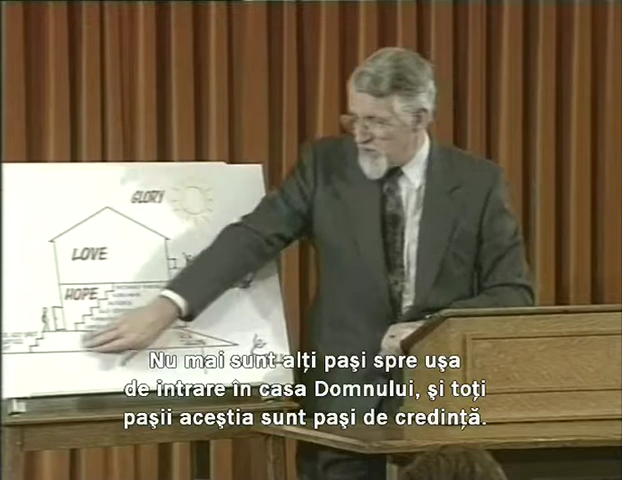 GLORY
LOVE
HOPE
Nu mai sunt alți pași spre ușa
de intrare în casa Domnului, și toți
pașii aceștia sunt pași de credință.